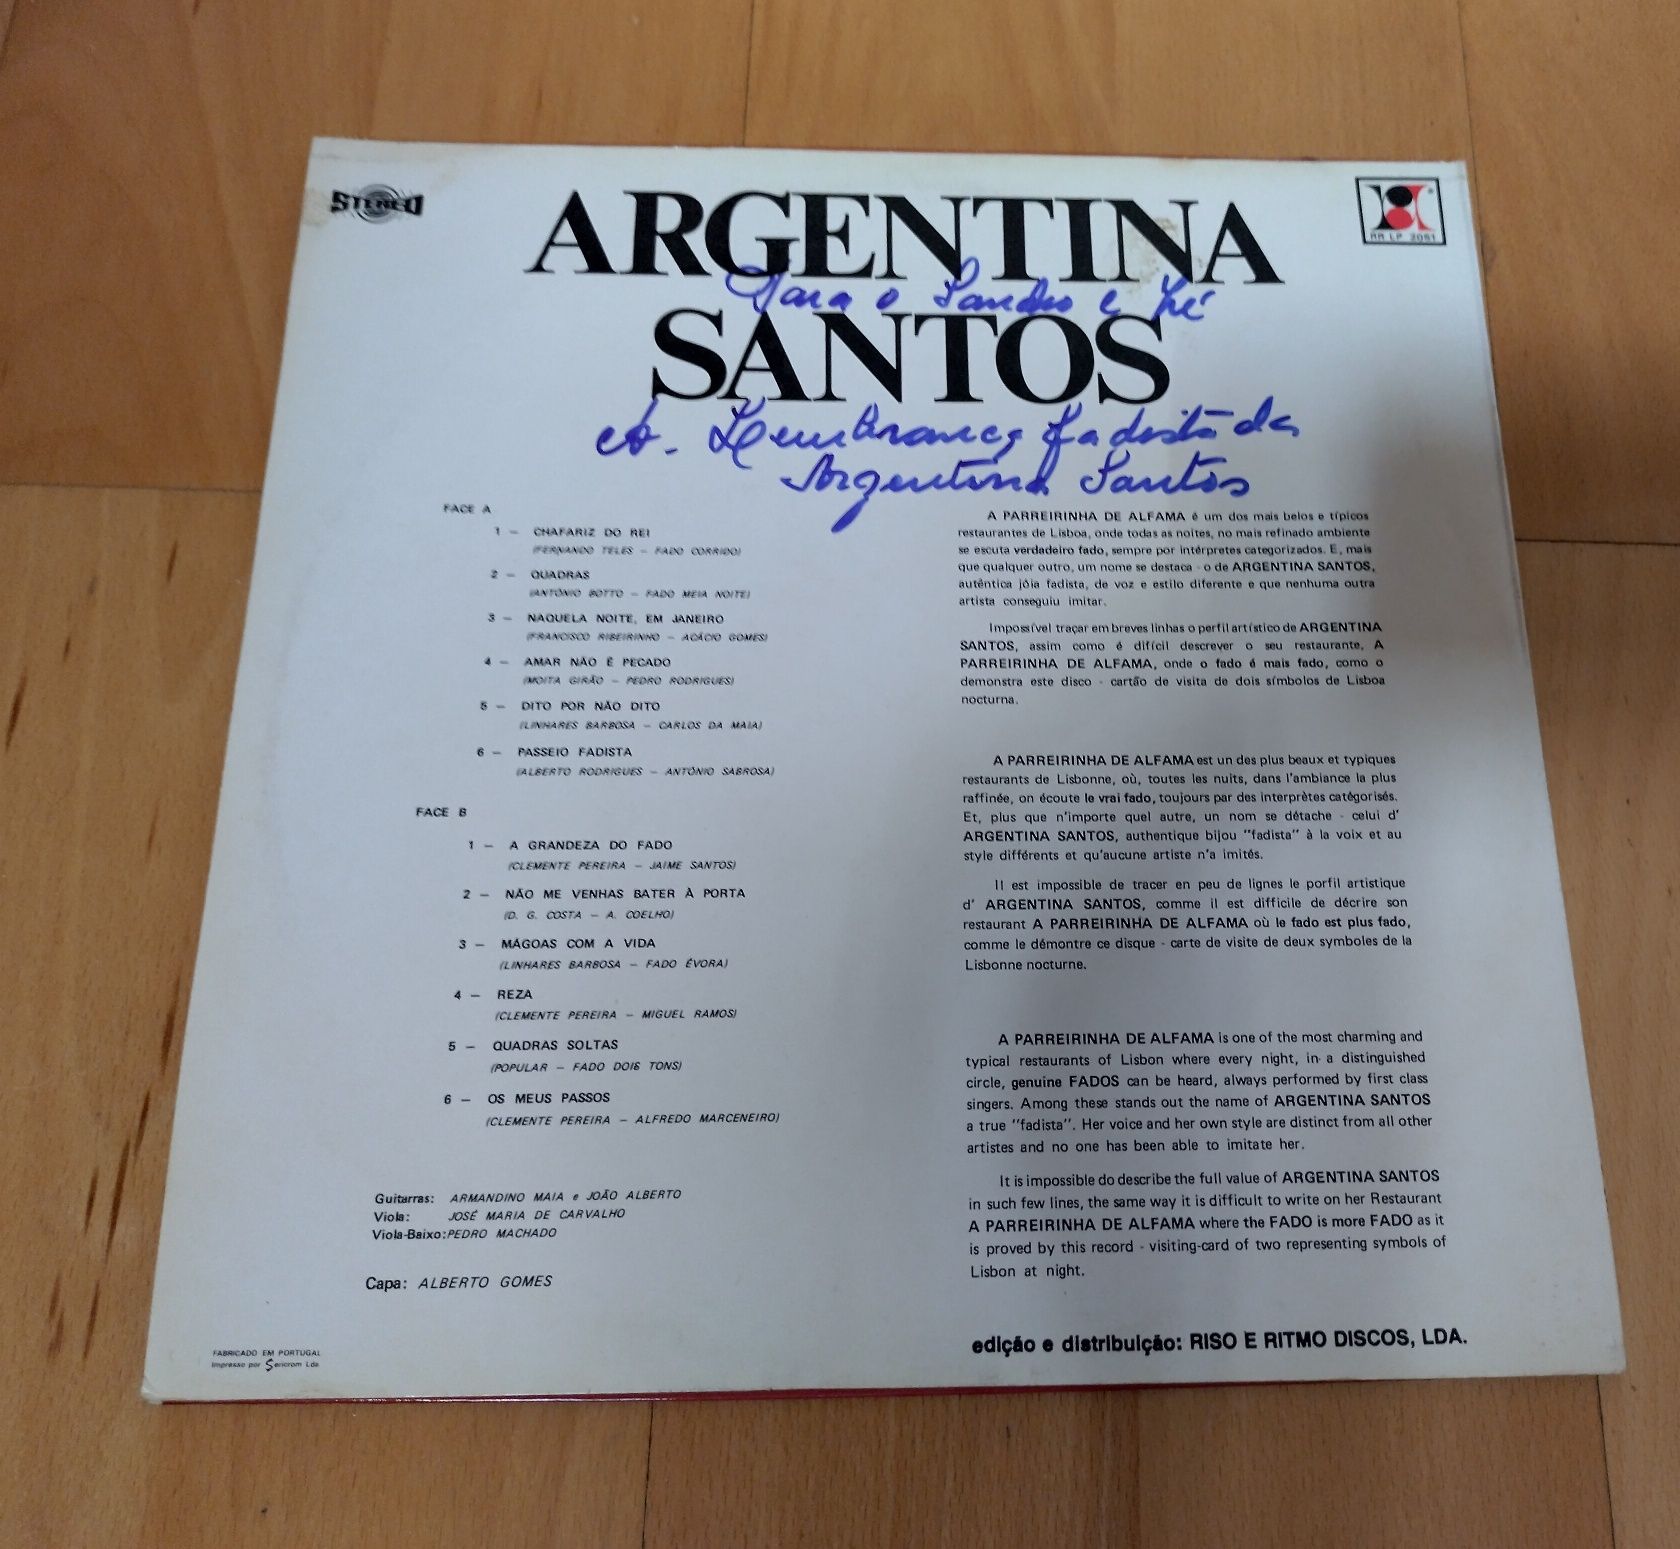 STEREO
ARGENTINA
SANTOS
RR LP 2051
Para o Sandro e Zé
A. Lembrança Fadista da
Argentina Santos
FACE A
1 – CHAFARIZ DO REI
(FERNANDO TELES – FADO CORRIDO)
2 – QUADRAS
(ANTÓNIO BOTTO – FADO MEIA NOITE)
3 – NAQUELA NOITE, EM JANEIRO
(FRANCISCO RIBEIRINHO – ACÁCIO GOMES)
4 – AMAR NÃO É PECADO
(MOITA GIRÃO – PEDRO RODRIGUES)
5 – DITO POR NÃO DITO
(LINHARES BARBOSA – CARLOS DA MAIA)
6 – PASSEIO FADISTA
(ALBERTO RODRIGUES – ANTÓNIO SABROSA)
FACE B
1 – A GRANDEZA DO FADO
(CLEMENTE PEREIRA – JAIME SANTOS)
2 – NÃO ME VENHAS BATER À PORTA
(D. G. COSTA – A. COELHO)
3 – MÁGOAS COM A VIDA
(LINHARES BARBOSA – FADO ÉVORA)
4 – REZA
(CLEMENTE PEREIRA – MIGUEL RAMOS)
5 – QUADRAS SOLTAS
(POPULAR – FADO DOIS TONS)
6 – OS MEUS PASSOS
(CLEMENTE PEREIRA – ALFREDO MARCENEIRO)
Guitarras: ARMANDINO MAIA e JOÃO ALBERTO
Viola: JOSÉ MARIA DE CARVALHO
Viola-Baixo: PEDRO MACHADO
Capa: ALBERTO GOMES
FABRICADO EM PORTUGAL
Impresso por Sericrom Lda
A PARREIRINHA DE ALFAMA é um dos mais belos e típicos
restaurantes de Lisboa, onde todas as noites, no mais refinado ambiente
se escuta verdadeiro fado, sempre por intérpretes categorizados. E, mais
que qualquer outro, um nome se destaca - o de ARGENTINA SANTOS,
autêntica jóia fadista, de voz e estilo diferente e que nenhuma outra
artista conseguiu imitar.
Impossível traçar em breves linhas o perfil artístico de ARGENTINA
SANTOS, assim como é difícil descrever o seu restaurante, A
PARREIRINHA DE ALFAMA, onde o fado é mais fado, como o
demonstra este disco - cartão de visita de dois símbolos de Lisboa
nocturna.
A PARREIRINHA DE ALFAMA est un des plus beaux et typiques
restaurants de Lisbonne, où, toutes les nuits, dans l'ambiance la plus
raffinée, on écoute le vrai fado, toujours par des interprètes catégorisés.
Et, plus que n'importe quel autre, un nom se détache - celui d'
ARGENTINA SANTOS, authentique bijou "fadista" à la voix et au
style différents et qu'aucune artiste n'a imités.
Il est impossible de tracer en peu de lignes le porfil artistique
d' ARGENTINA SANTOS, comme il est difficile de décrire son
restaurant A PARREIRINHA DE ALFAMA où le fado est plus fado,
comme le démontre ce disque - carte de visite de deux symboles de la
Lisbonne nocturne.
A PARREIRINHA DE ALFAMA is one of the most charming and
typical restaurants of Lisbon where every night, in a distinguished
circle, genuine FADOS can be heard, always performed by first class
singers. Among these stands out the name of ARGENTINA SANTOS
a true "fadista". Her voice and her own style are distinct from all other
artistes and no one has been able to imitate her.
It is impossible do describe the full value of ARGENTINA SANTOS
in such few lines, the same way it is difficult to write on her Restaurant
A PARREIRINHA DE ALFAMA where the FADO is more FADO as it
is proved by this record - visiting-card of two representing symbols of
Lisbon at night.
edição e distribuição: RISO E RITMO DISCOS, LDA.